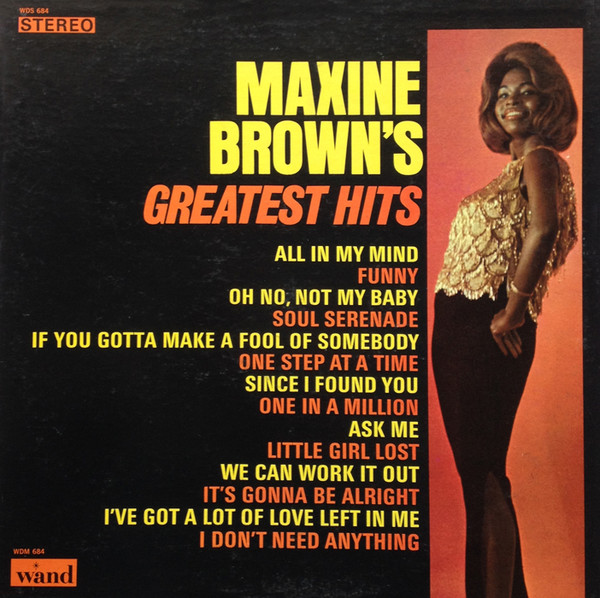 WDS 684
STEREO
MAXINE
BROWN'S
GREATEST HITS
ALL IN MY MIND
FUNNY
OH NO, NOT MY BABY
SOUL SERENADE
IF YOU GOTTA MAKE A FOOL OF SOMEBODY
ONE STEP AT A TIME
SINCE I FOUND YOU
ONE IN A MILLION
ASK ME
LITTLE GIRL LOST
WE CAN WORK IT OUT
IT'S GONNA BE ALRIGHT
I'VE GOT A LOT OF LOVE LEFT IN ME
I DON'T NEED ANYTHING
WDM 684
wand